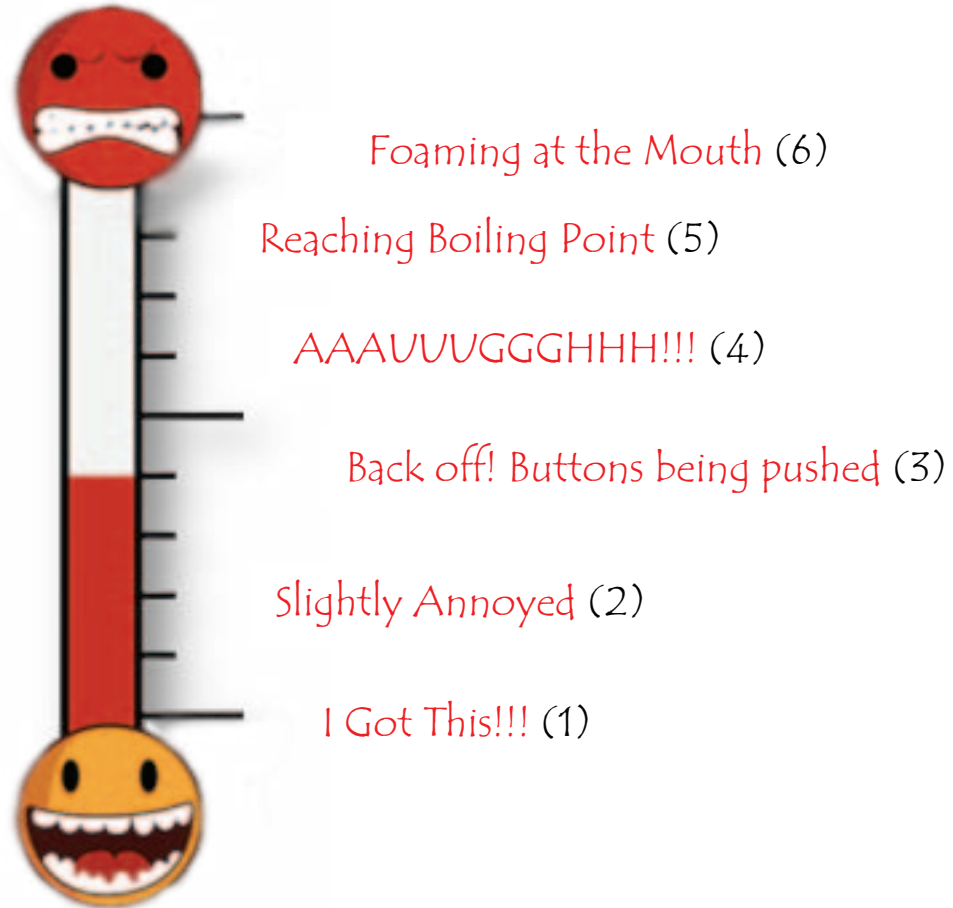 Foaming at the Mouth (6)
Reaching Boiling Point (5)
AAAUUUGGGHHH!!! (4)
Back off! Buttons being pushed (3)
Slightly Annoyed (2)
I Got This!!! (1)